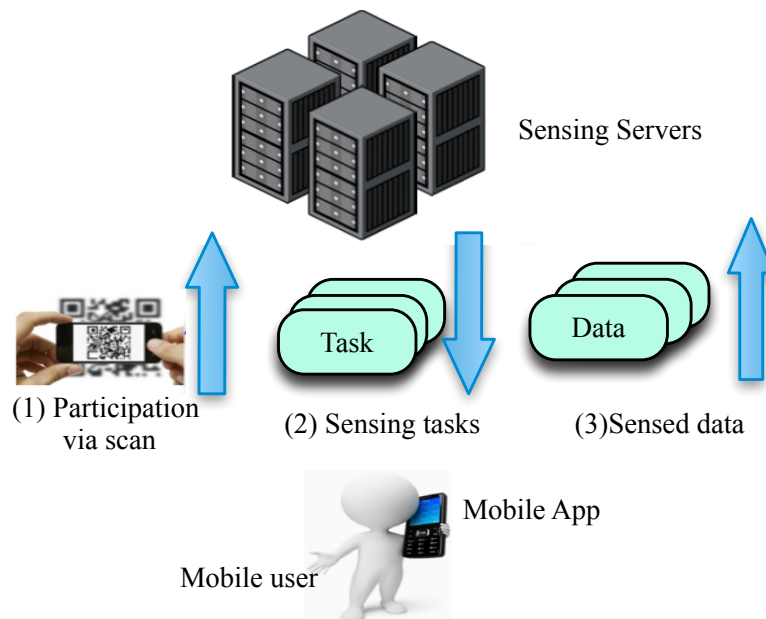 Sensing Servers
Task
Data
(1) Participation
via scan
(2) Sensing tasks
(3)Sensed data
Mobile App
Mobile user